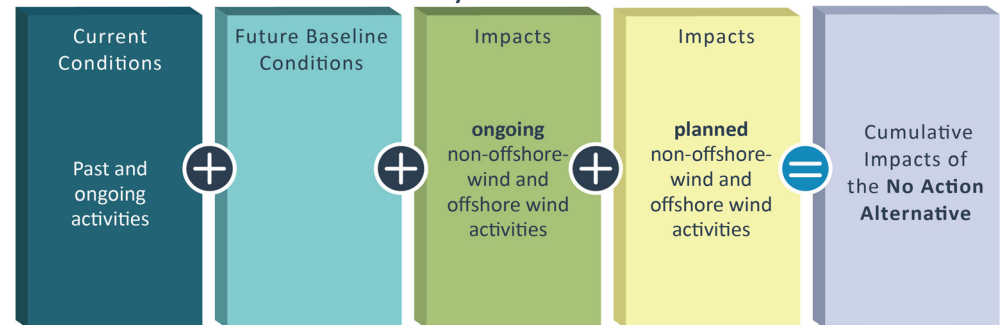 Current
Conditions
Past and
ongoing
activities
+
Future Baseline
Conditions
+
Impacts
ongoing
non-offshore-
wind and
offshore wind
activities
+
Impacts
planned
non-offshore-
wind and
offshore wind
activities
=
Cumulative
Impacts of
the No Action
Alternative